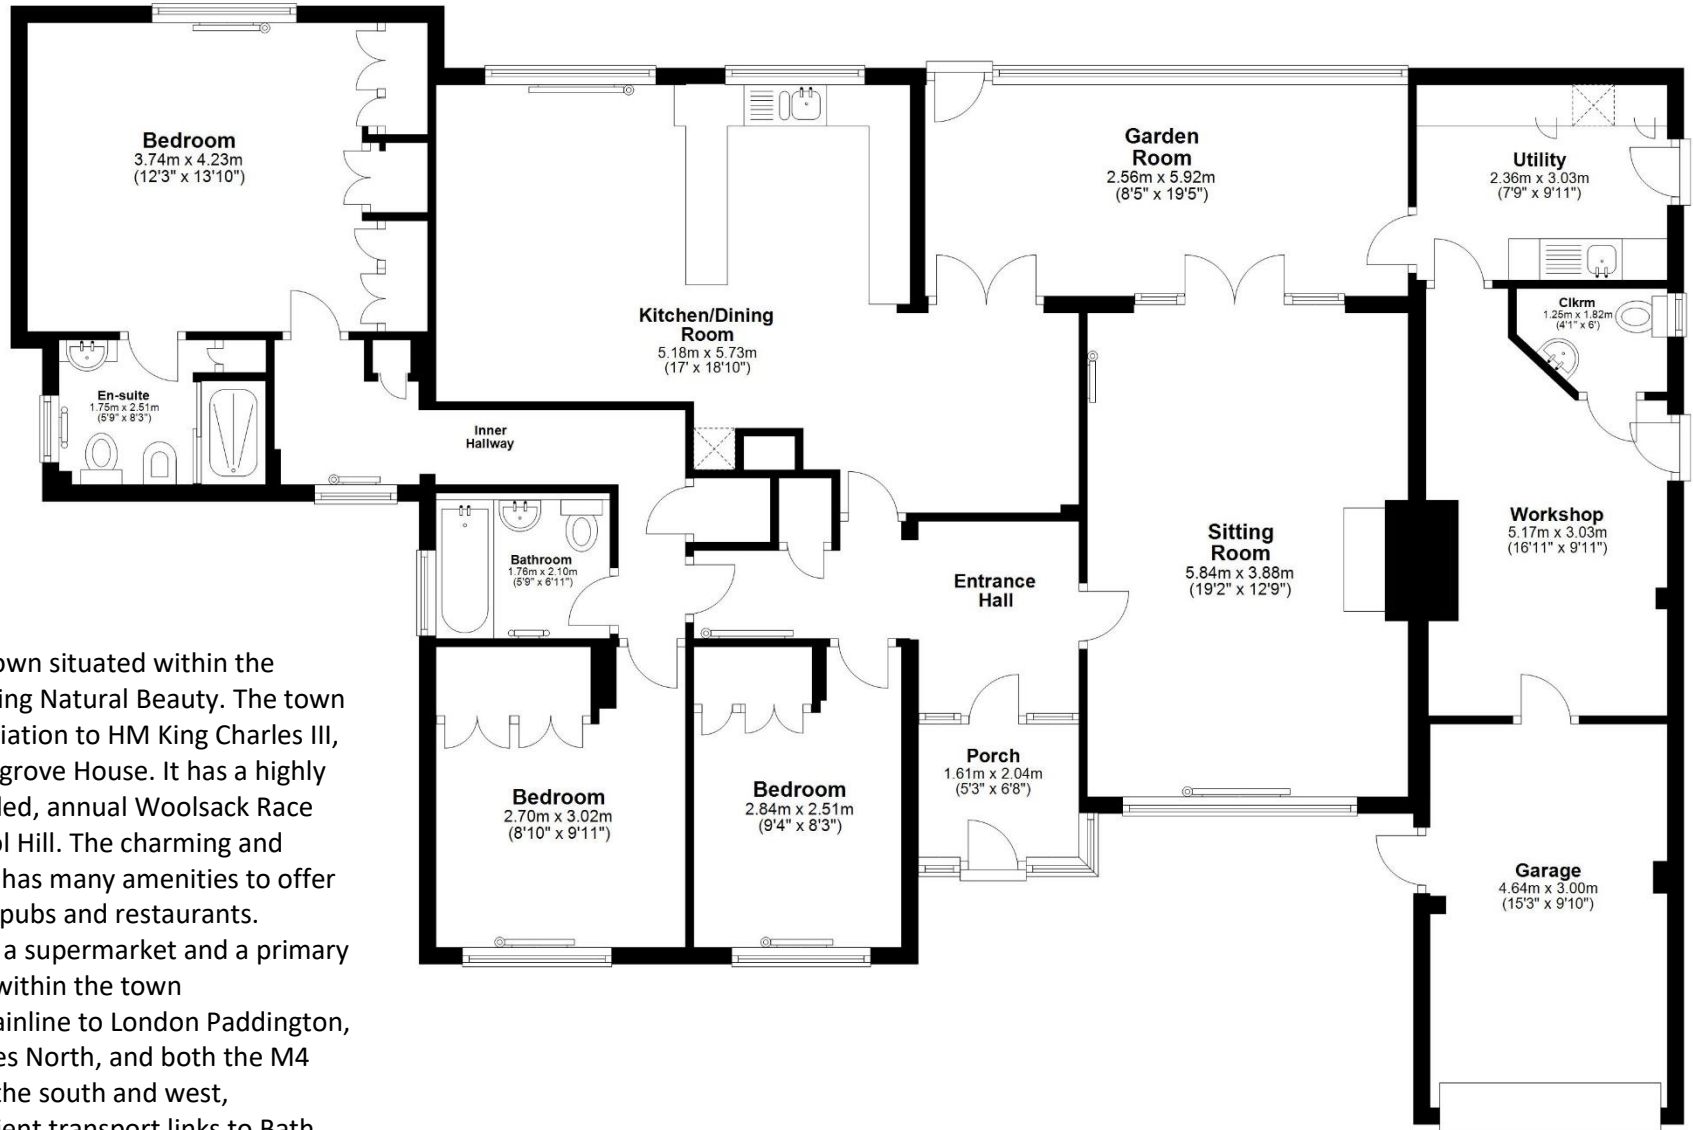 Bedroom
3.74m x 4.23m
(12'3" x 13'10")
Garden
Room
2.56m x 5.92m
(8'5" x 19'5")
Utility
2.36m x 3.03m
(7'9" x 9'11")
Kitchen/Dining
Room
5.18m x 5.73m
(17' x 18'10")
Clkrm
1.25m x 1.82m
(4'1" x 6')
En-suite
1.75m x 2.51m
(5'9" x 8'3")
Inner
Hallway
Bathroom
1.76m x 2.10m
(5'9" x 6'11")
Entrance
Hall
Sitting
Room
5.84m x 3.88m
(19'2" x 12'9")
Workshop
5.17m x 3.03m
(16'11" x 9'11")
Bedroom
2.70m x 3.02m
(8'10" x 9'11")
Bedroom
2.84m x 2.51m
(9'4" x 8'3")
Porch
1.61m x 2.04m
(5'3" x 6'8")
Garage
4.64m x 3.00m
(15'3" x 9'10")
own situated within the
ing Natural Beauty. The town
iation to HM King Charles III,
grove House. It has a highly
led, annual Woolsack Race
ol Hill. The charming and
has many amenities to offer
pubs and restaurants.
a supermarket and a primary
within the town
ainline to London Paddington,
es North, and both the M4
the south and west,
ient transport links to Bath